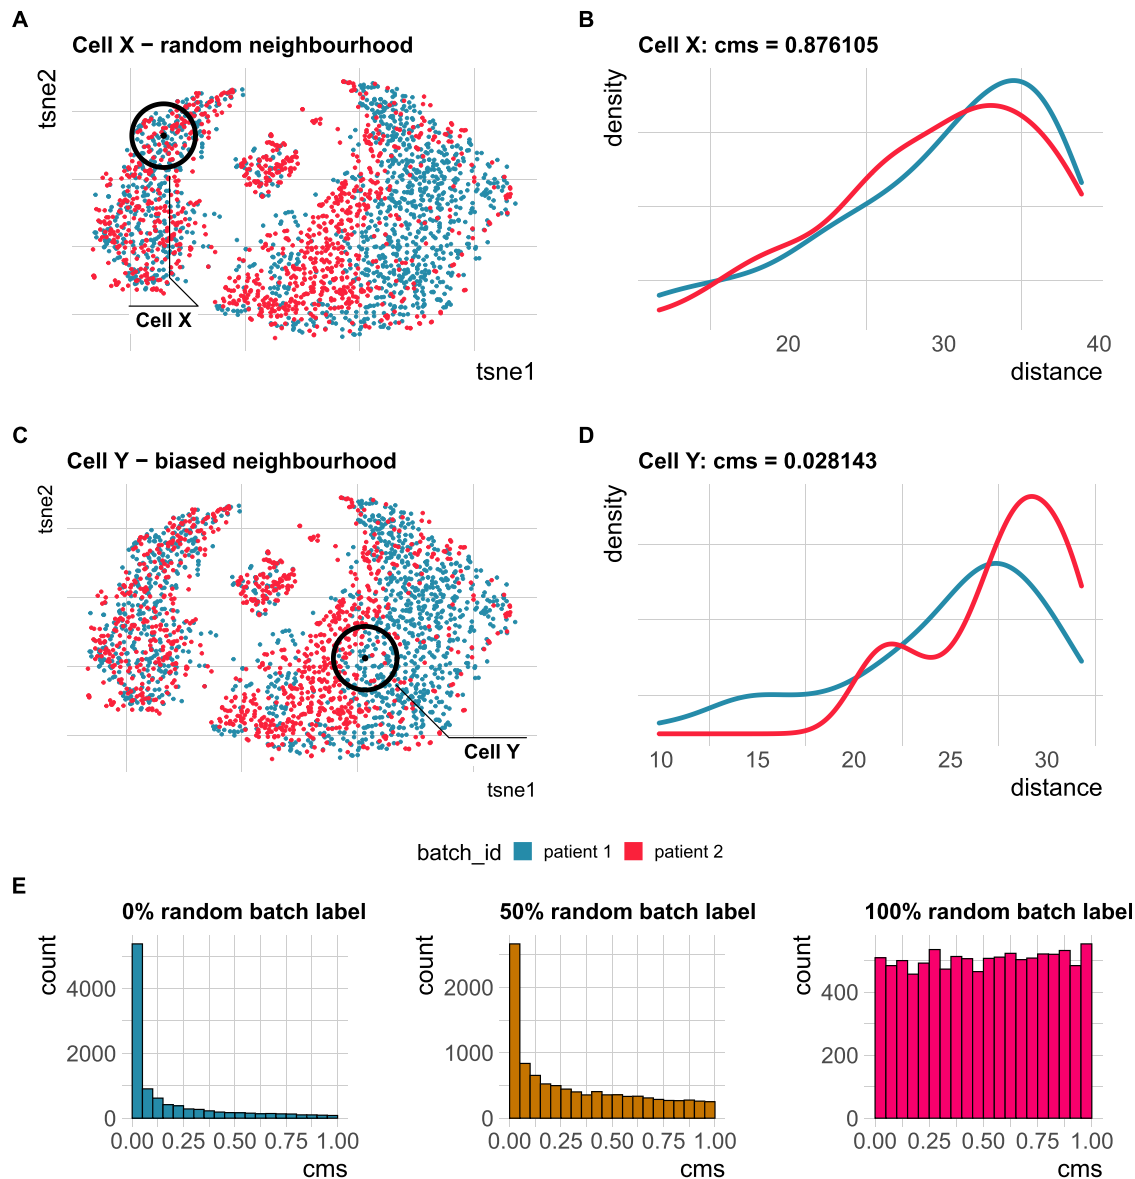 A
Cell X − random neighbourhood
tsne2
Cell X
tsne1
B
Cell X: cms = 0.876105
density
20 30 40
distance
C
Cell Y − biased neighbourhood
tsne2
Cell Y
tsne1
D
Cell Y: cms = 0.028143
density
10 15 20 25 30
distance
batch_id patient 1 patient 2
E
0% random batch label
count
4000
2000
0
0.00 0.25 0.50 0.75 1.00
cms
50% random batch label
count
2000
1000
0
0.00 0.25 0.50 0.75 1.00
cms
100% random batch label
count
400
200
0
0.00 0.25 0.50 0.75 1.00
cms